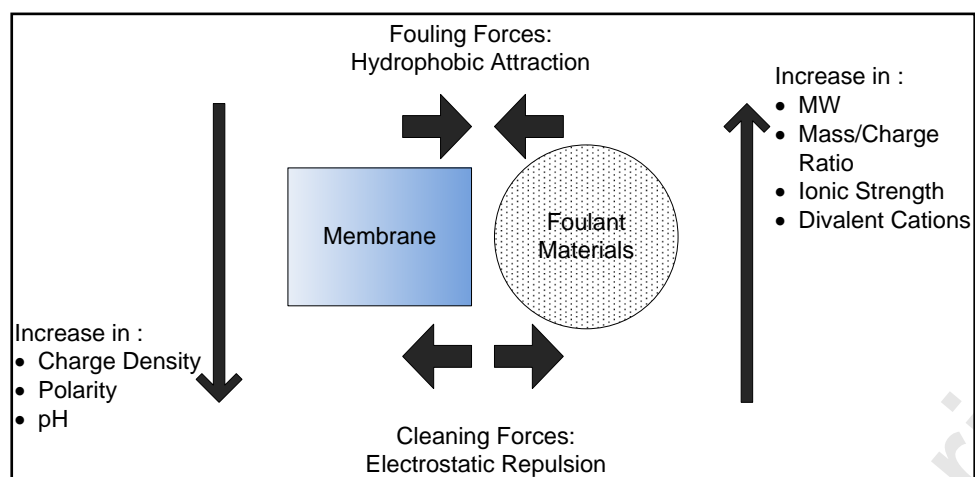 Fouling Forces:
Hydrophobic Attraction
Increase in :
• MW
• Mass/Charge
Ratio
• Ionic Strength
• Divalent Cations
Membrane
Foulant
Materials
Increase in :
• Charge Density
• Polarity
• pH
Cleaning Forces:
Electrostatic Repulsion